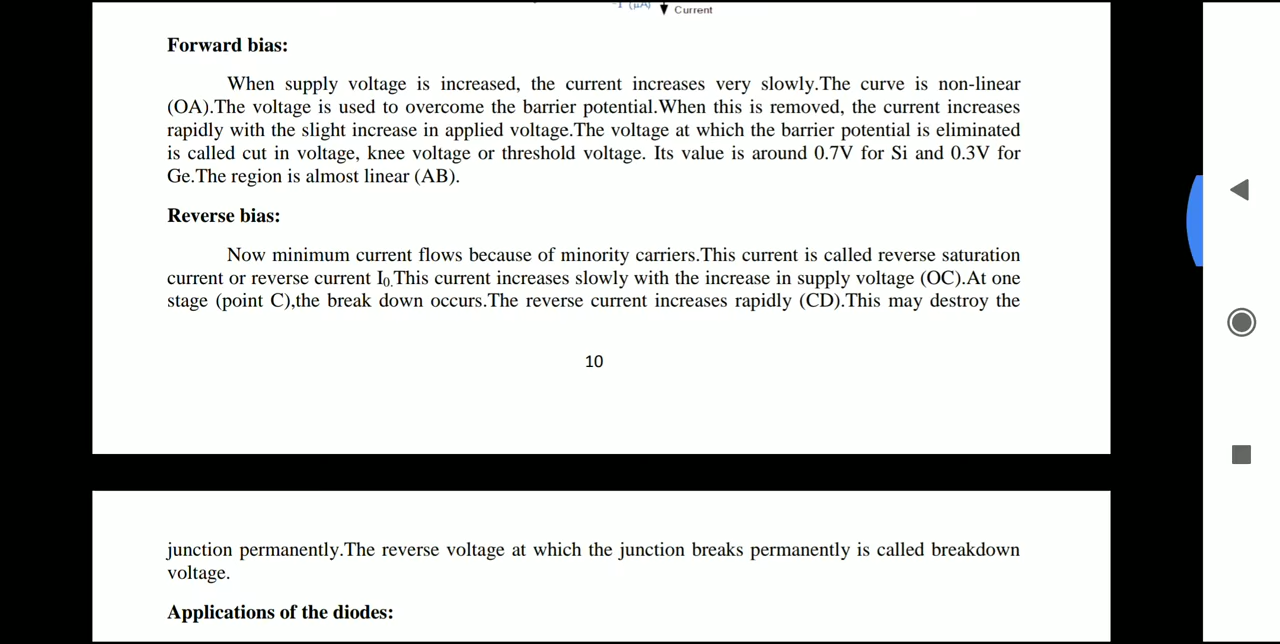 Current
Forward bias:
When supply voltage is increased, the current increases very slowly.The curve is non-linear
(OA).The voltage is used to overcome the barrier potential.When this is removed, the current increases
rapidly with the slight increase in applied voltage.The voltage at which the barrier potential is eliminated
is called cut in voltage, knee voltage or threshold voltage. Its value is around 0.7V for Si and 0.3V for
Ge.The region is almost linear (AB).
Reverse bias:
Now minimum current flows because of minority carriers.This current is called reverse saturation
current or reverse current I0.This current increases slowly with the increase in supply voltage (OC).At one
stage (point C),the break down occurs.The reverse current increases rapidly (CD).This may destroy the
10
junction permanently.The reverse voltage at which the junction breaks permanently is called breakdown
voltage.
Applications of the diodes: